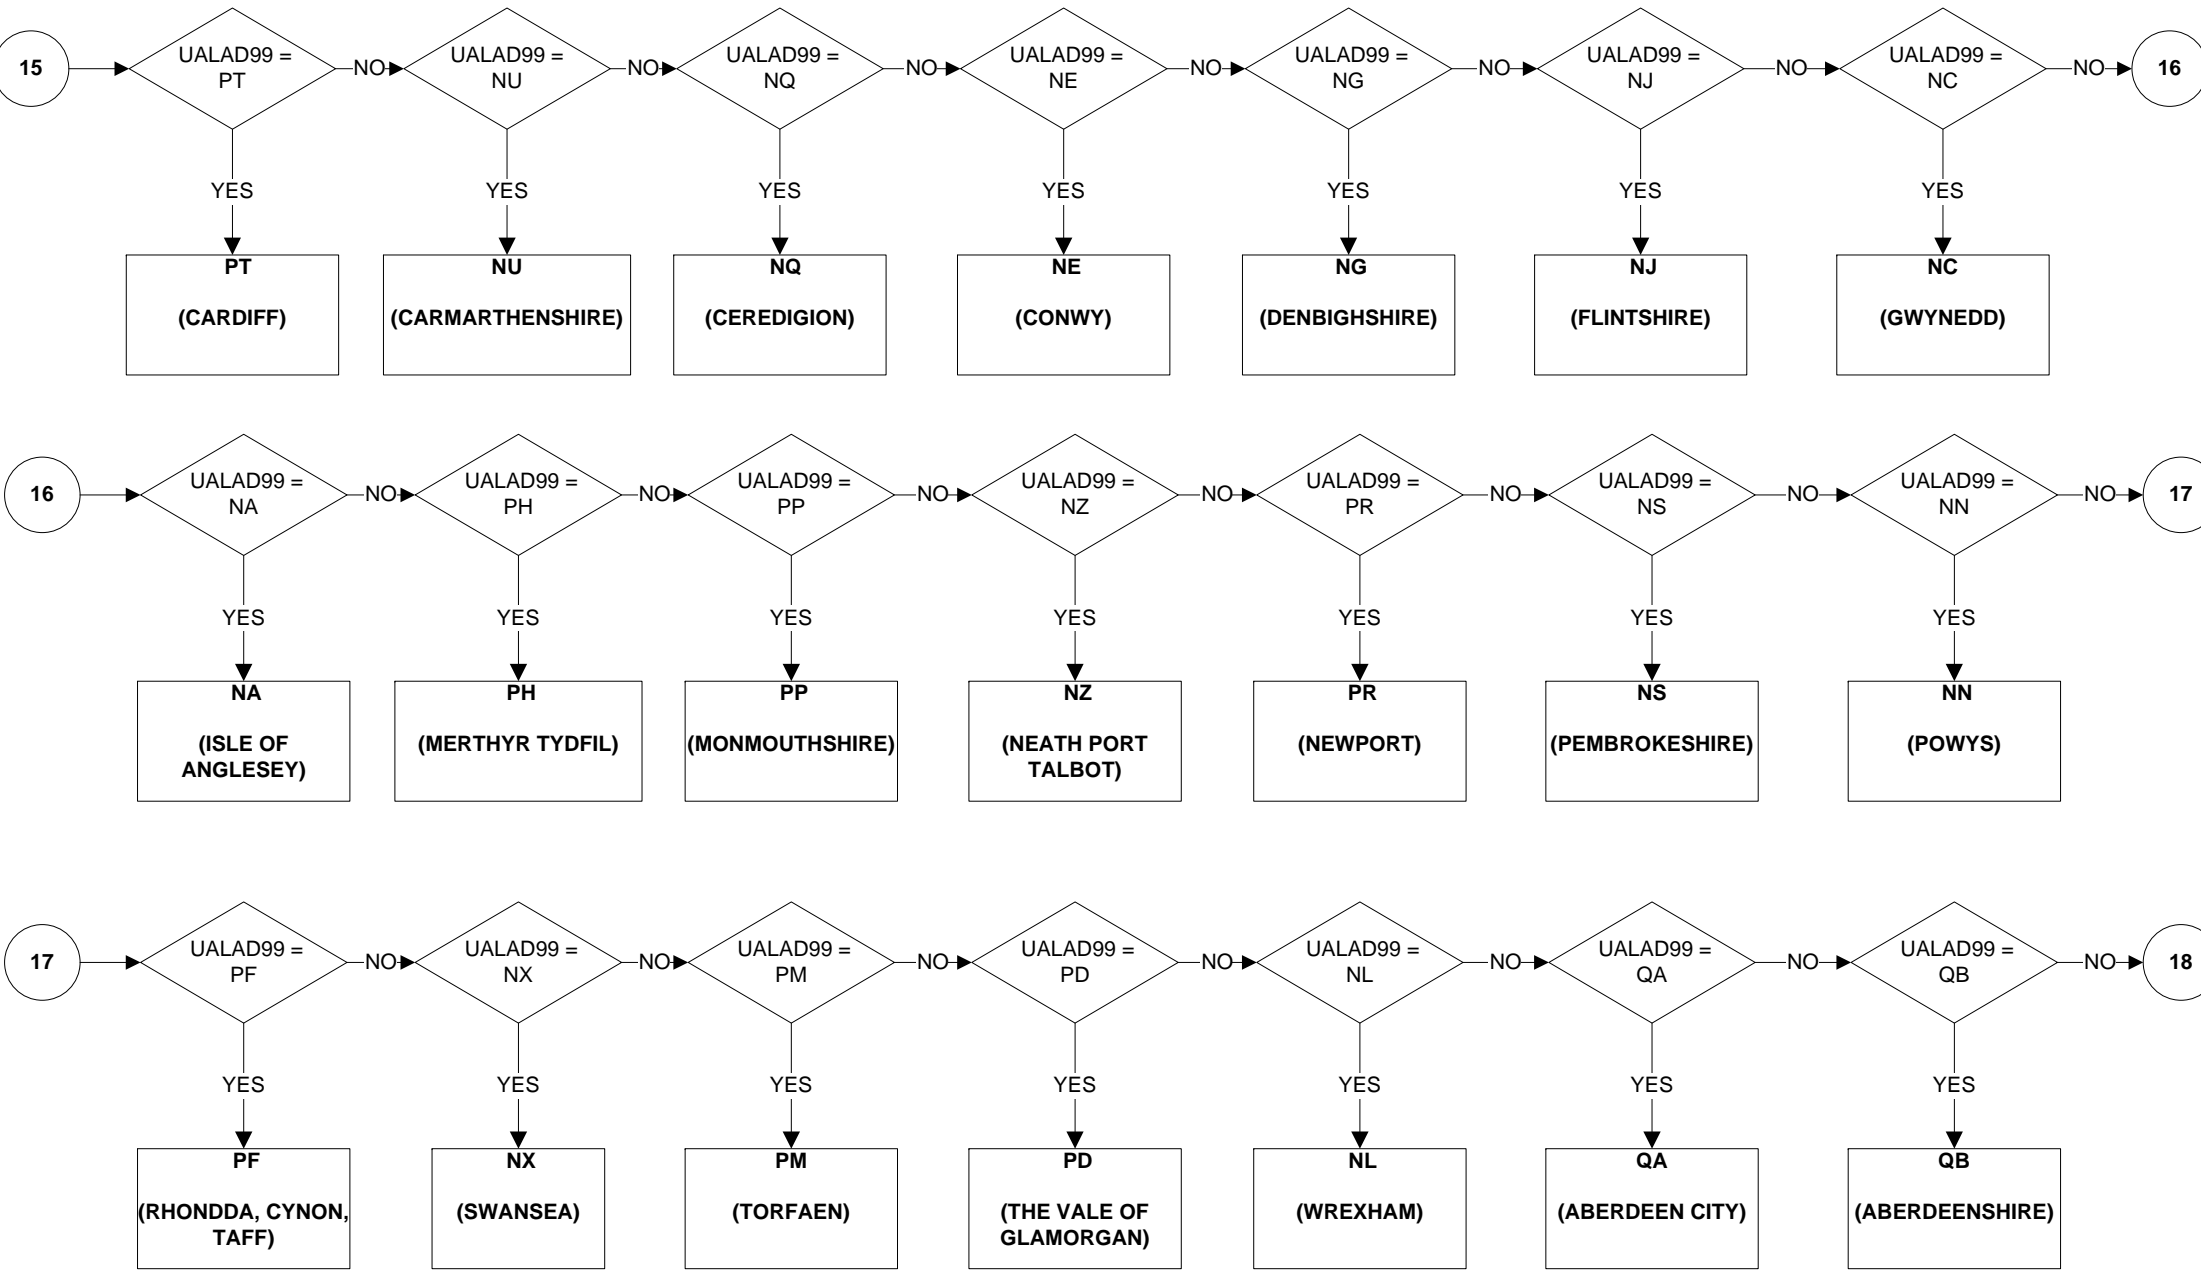 15
UALAD99 =
PT
NO
UALAD99 =
NU
NO
UALAD99 =
NQ
NO
UALAD99 =
NE
NO
UALAD99 =
NG
NO
UALAD99 =
NJ
NO
UALAD99 =
NC
NO
16
YES
YES
YES
YES
YES
YES
YES
PT
(CARDIFF)
NU
(CARMARTHENSHIRE)
NQ
(CEREDIGION)
NE
(CONWY)
NG
(DENBIGHSHIRE)
NJ
(FLINTSHIRE)
NC
(GWYNEDD)
16
UALAD99 =
NA
NO
UALAD99 =
PH
NO
UALAD99 =
PP
NO
UALAD99 =
NZ
NO
UALAD99 =
PR
NO
UALAD99 =
NS
NO
UALAD99 =
NN
NO
17
YES
YES
YES
YES
YES
YES
YES
NA
(ISLE OF
ANGLESEY)
PH
(MERTHYR TYDFIL)
PP
(MONMOUTHSHIRE)
NZ
(NEATH PORT
TALBOT)
PR
(NEWPORT)
NS
(PEMBROKESHIRE)
NN
(POWYS)
17
UALAD99 =
PF
NO
UALAD99 =
NX
NO
UALAD99 =
PM
NO
UALAD99 =
PD
NO
UALAD99 =
NL
NO
UALAD99 =
QA
NO
UALAD99 =
QB
NO
18
YES
YES
YES
YES
YES
YES
YES
PF
(RHONDDA, CYNON,
TAFF)
NX
(SWANSEA)
PM
(TORFAEN)
PD
(THE VALE OF
GLAMORGAN)
NL
(WREXHAM)
QA
(ABERDEEN CITY)
QB
(ABERDEENSHIRE)